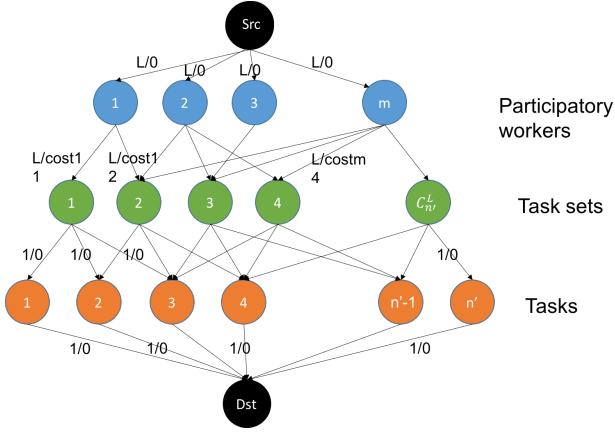 Src
L/0
L/0
L/0
L/0
1
2
3
m
Participatory
workers
L/cost1
1
L/cost1
2
L/costm
4
1
2
3
4
C_{n′}^{L}
Task sets
1/0
1/0
1/0
1/0
1
2
3
4
n'-1
n′
Tasks
1/0
1/0
1/0
1/0
Dst